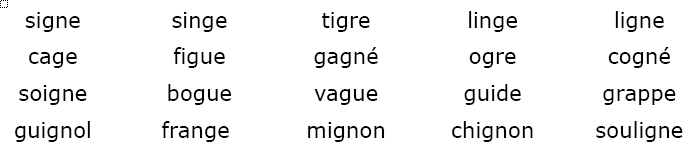 signe singe tigre linge ligne
cage figue gagné ogre cogné
soigne bogue vague guide grappe
guignol frange mignon chignon souligne